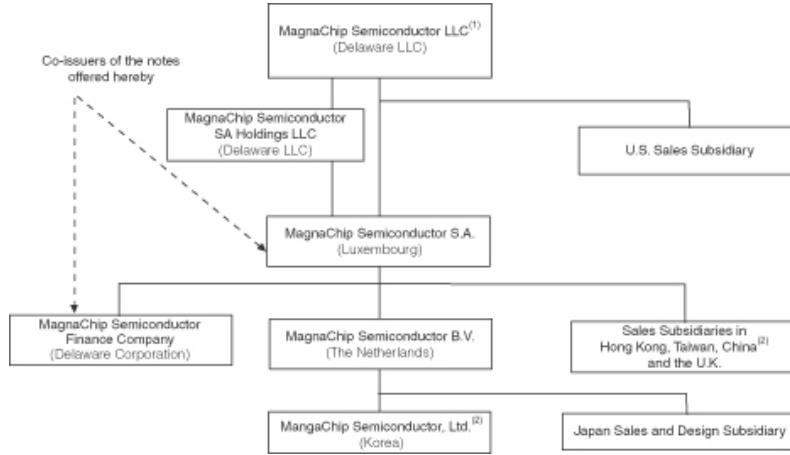 MagnaChip Semiconductor LLC(1)
(Delaware LLC)
Co-issuers of the notes
offered hereby
MagnaChip Semiconductor
SA Holdings LLC
(Delaware LLC)
U.S. Sales Subsidiary
MagnaChip Semiconductor S.A.
(Luxembourg)
MagnaChip Semiconductor
Finance Company
(Delaware Corporation)
MagnaChip Semiconductor B.V.
(The Netherlands)
Sales Subsidiaries in
Hong Kong, Taiwan, China(2)
and the U.K.
MangaChip Semiconductor, Ltd.(2)
(Korea)
Japan Sales and Design Subsidiary